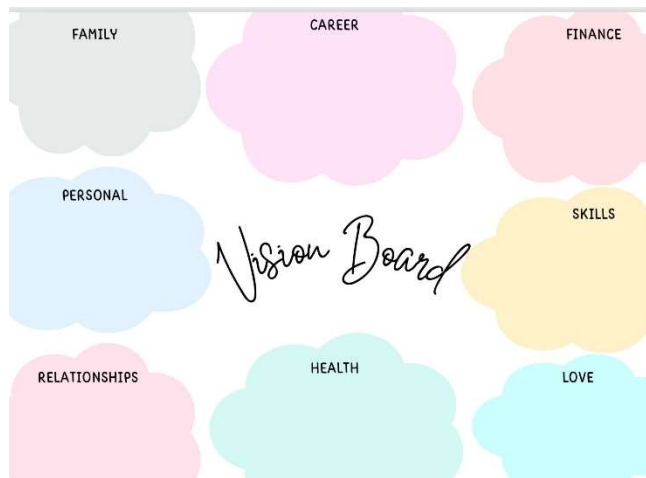 FAMILY
CAREER
FINANCE
PERSONAL
Vision Board
SKILLS
RELATIONSHIPS
HEALTH
LOVE